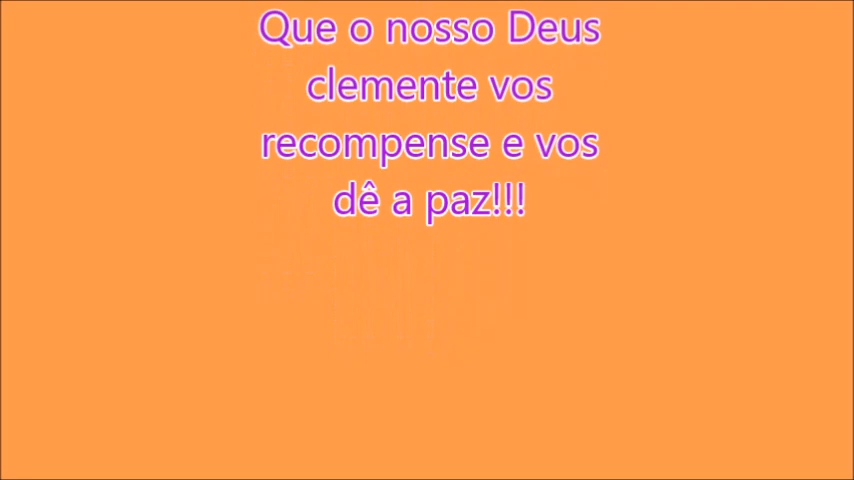 Que o nosso Deus
clemente vos
recompense e vos
dê a paz!!!